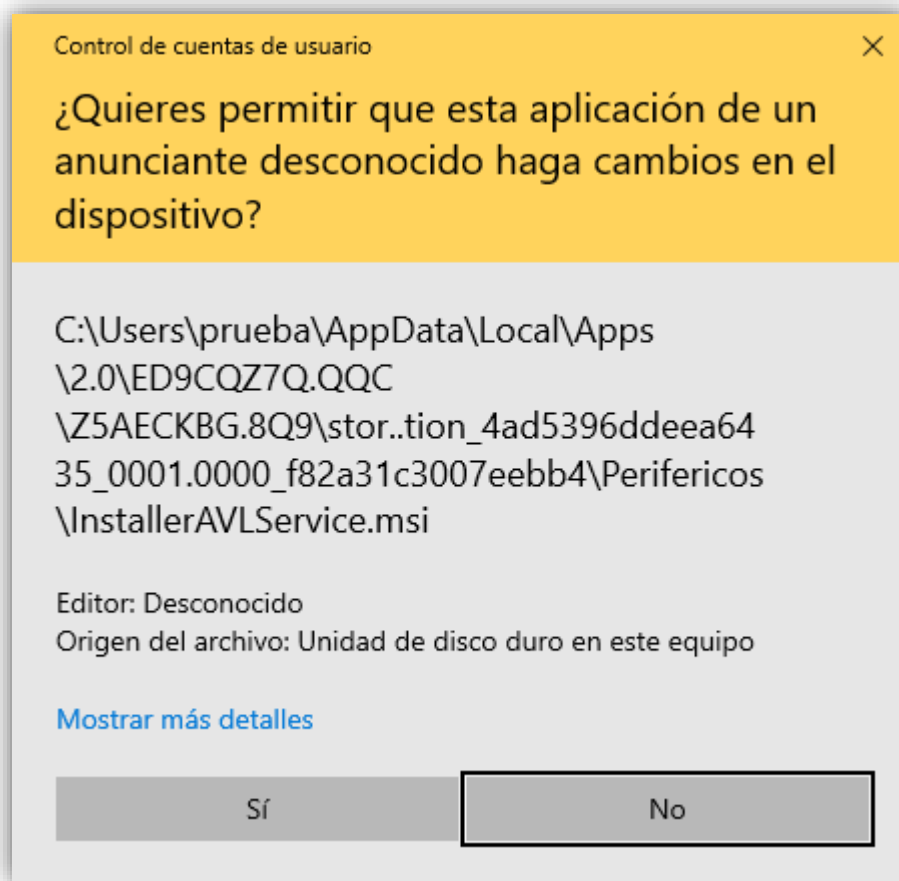 Control de cuentas de usuario
¿Quieres permitir que esta aplicación de un
anunciante desconocido haga cambios en el
dispositivo?
C:\Users\prueba\AppData\Local\Apps
\2.0\ED9CQZ7Q.QQC
\Z5AECKBG.8Q9\stor..tion_4ad5396ddeea64
35_0001.0000_f82a31c3007eebb4\Perifericos
\InstallerAVLService.msi
Editor: Desconocido
Origen del archivo: Unidad de disco duro en este equipo
Mostrar más detalles
Sí
No